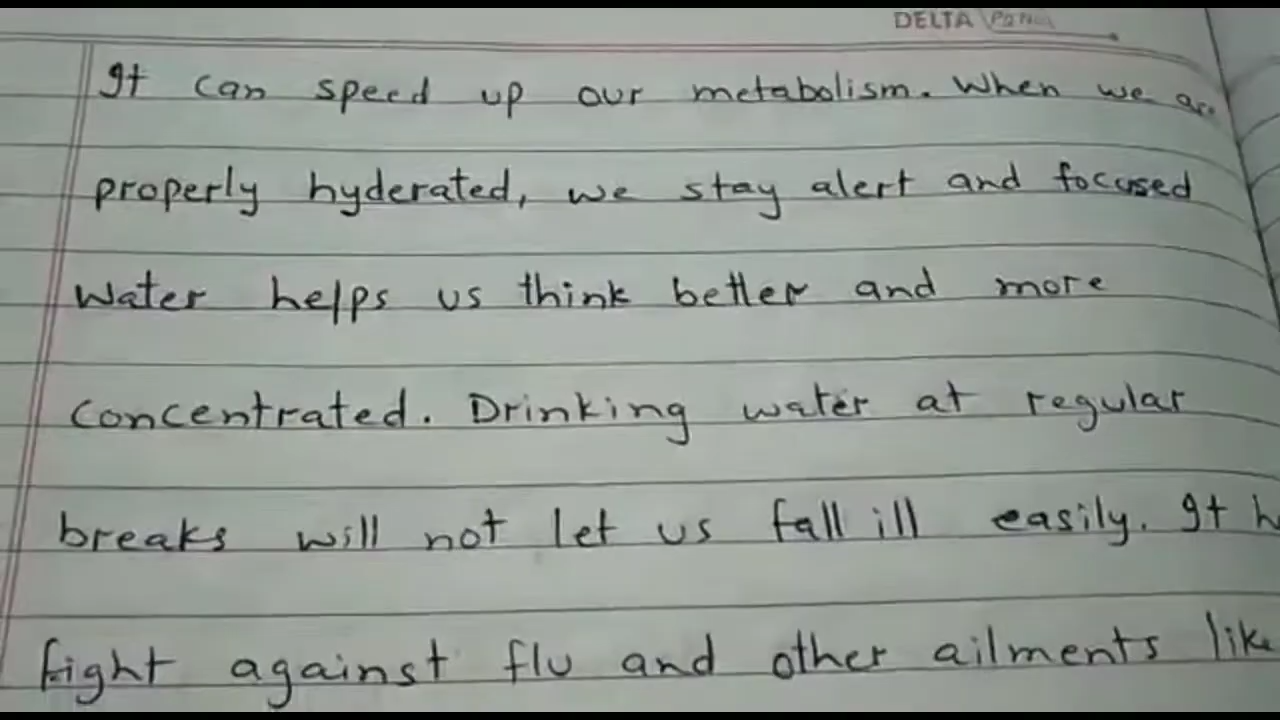 DELTA
It can speed up our metabolism. When we
properly hyderated, we stay alert and focused
Water helps us think better and more
concentrated. Drinking water at regular
breaks will not let us fall ill easily. It
fight against flu and other ailments like